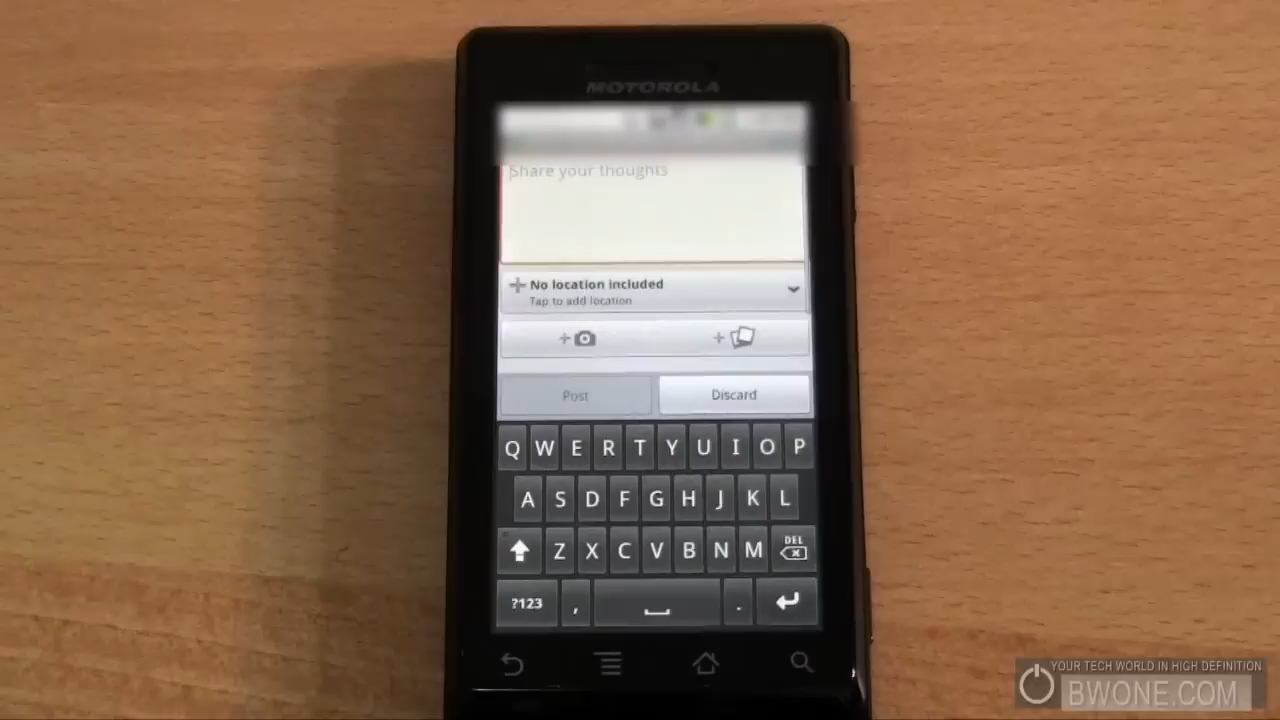 MOTOROLA
Share your thoughts
No location included
Tap to add location
Post
Discard
Q W E R T Y U I O P
A S D F G H J K L
Z X C V B N M DEL
?123 , .
YOUR TECH WORLD IN HIGH DEFINITION
BWONE.COM